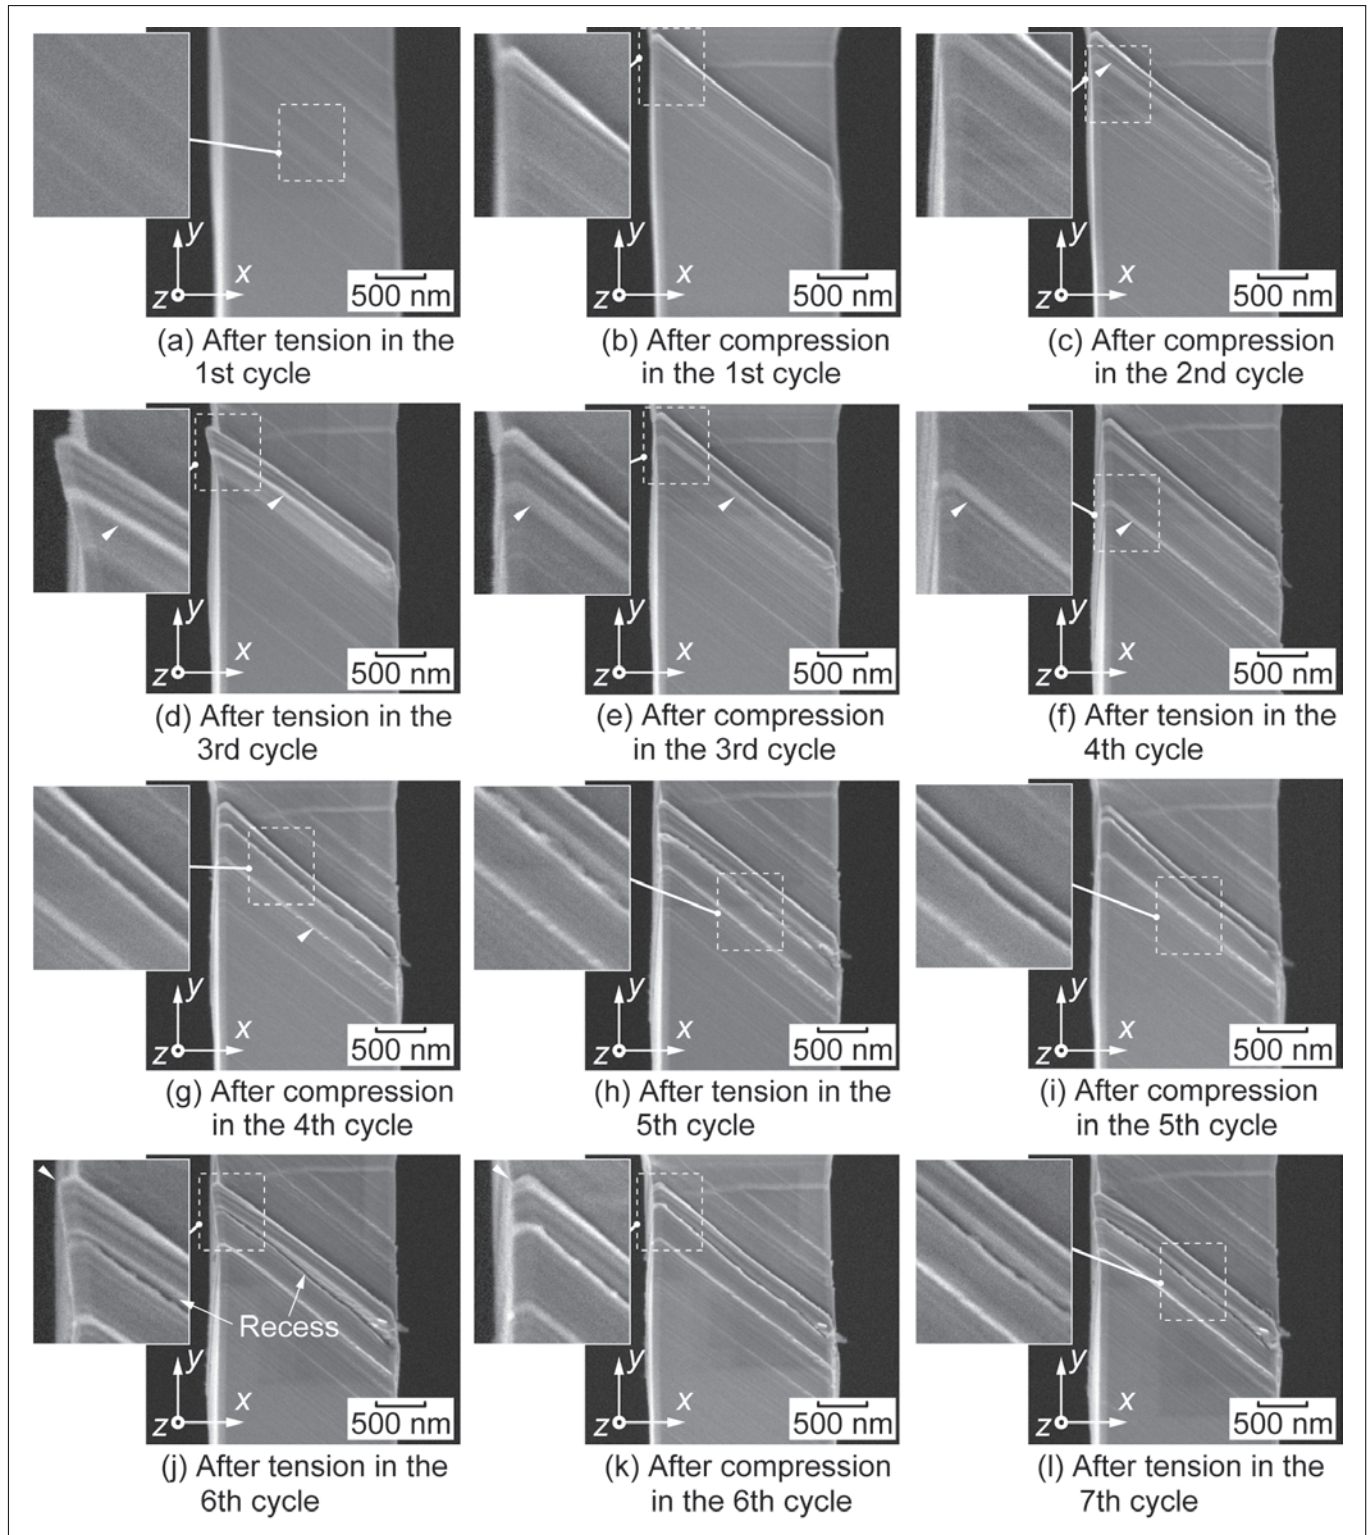 y
x
z
500 nm
(a) After tension in the
1st cycle
y
x
z
500 nm
(b) After compression
in the 1st cycle
y
x
z
500 nm
(c) After compression
in the 2nd cycle
y
x
z
500 nm
(d) After tension in the
3rd cycle
y
x
z
500 nm
(e) After compression
in the 3rd cycle
y
x
z
500 nm
(f) After tension in the
4th cycle
y
x
z
500 nm
(g) After compression
in the 4th cycle
y
x
z
500 nm
(h) After tension in the
5th cycle
y
x
z
500 nm
(i) After compression
in the 5th cycle
Recess
y
x
z
500 nm
(j) After tension in the
6th cycle
y
x
z
500 nm
(k) After compression
in the 6th cycle
y
x
z
500 nm
(l) After tension in the
7th cycle